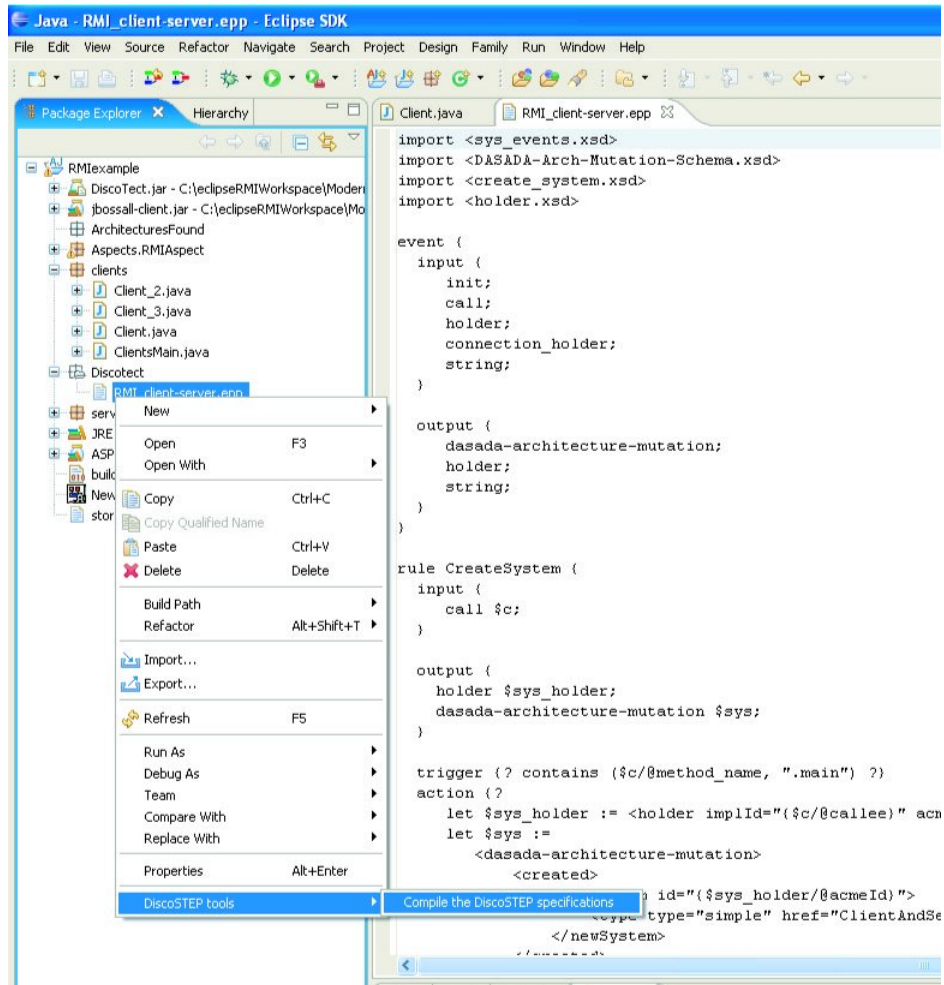 Java - RMI_client-server.epp - Eclipse SDK
File Edit View Source Refactor Navigate Search Project Design Family Run Window Help
Package Explorer
Hierarchy
Client.java
RMI_client-server.epp
RMIexample
DiscoTect.jar - C:\eclipseRMIWorkspace\Modern
jbossall-client.jar - C:\eclipseRMIWorkspace\Mo
ArchitecturesFound
Aspects.RMIAspect
clients
Client_2.java
Client_3.java
Client.java
ClientsMain.java
Discotect
RMI_client-server.epp
serv
JRE
ASP
build
New
stor
New
Open F3
Open With
Copy Ctrl+C
Copy Qualified Name
Paste Ctrl+V
Delete Delete
Build Path
Refactor Alt+Shift+T
Import...
Export...
Refresh F5
Run As
Debug As
Team
Compare With
Replace With
Properties Alt+Enter
DiscoSTEP tools
Compile the DiscoSTEP specifications
import <sys_events.xsd>
import <DASADA-Arch-Mutation-Schema.xsd>
import <create_system.xsd>
import <holder.xsd>
event {
input {
init;
call;
holder;
connection_holder;
string;
}
output {
dasada-architecture-mutation;
holder;
string;
}
}
rule CreateSystem {
input {
call $c;
}
output {
holder $sys_holder;
dasada-architecture-mutation $sys;
}
trigger {? contains ($c/@method_name, ".main") ?}
action {?
let $sys_holder := <holder implId="{$c/@callee}" acm
let $sys :=
<dasada-architecture-mutation>
<created>
id="{$sys_holder/@acmeId}">
type="simple" href="ClientAndSe
</newSystem>